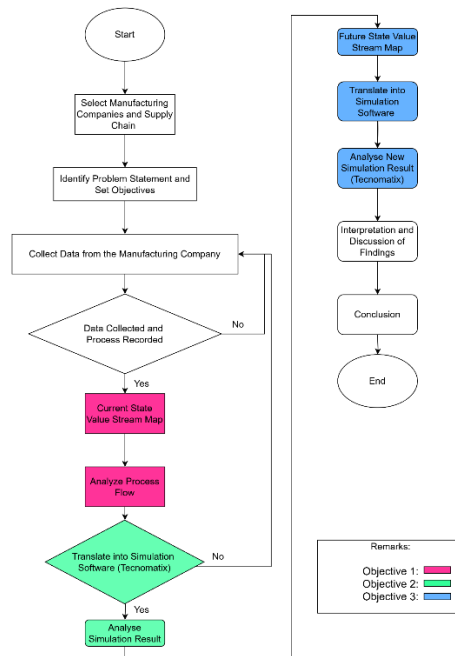 Start
Select Manufacturing
Companies and Supply
Chain
Identify Problem Statement and
Set Objectives
Collect Data from the Manufacturing Company
Data Collected and
Process Recorded
No
Yes
Current State
Value Stream Map
Analyze Process
Flow
Translate into Simulation
Software (Tecnomatix)
No
Yes
Analyse
Simulation Result
Future State Value
Stream Map
Translate into
Simulation
Software
Analyse New
Simulation Result
(Tecnomatix)
Interpretation and
Discussion of
Findings
Conclusion
End
Remarks:
Objective 1:
Objective 2:
Objective 3: